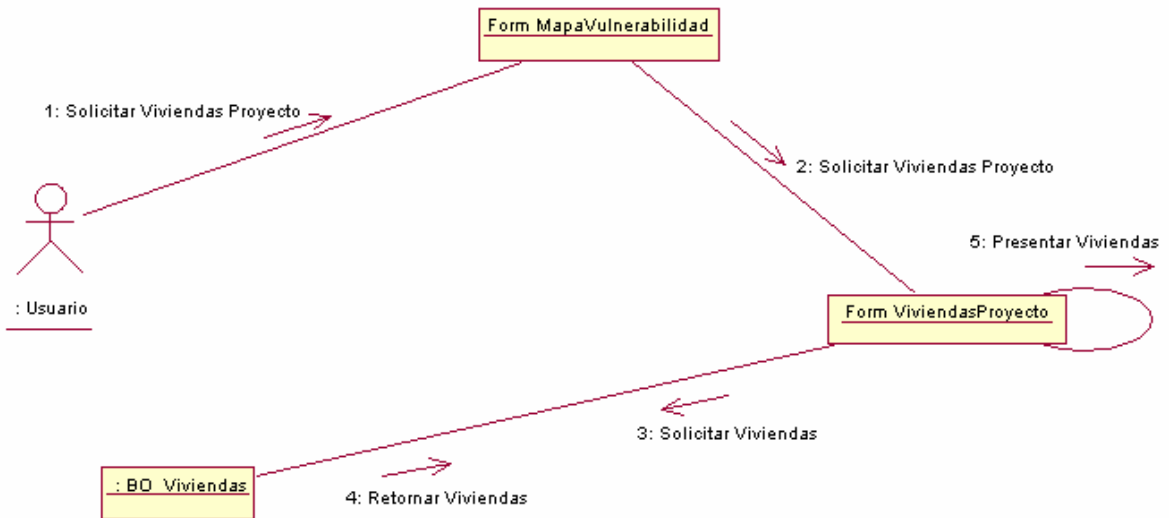 Form MapaVulnerabilidad
1: Solicitar Viviendas Proyecto
2: Solicitar Viviendas Proyecto
5: Presentar Viviendas
: Usuario
Form ViviendasProyecto
3: Solicitar Viviendas
: BO_Viviendas
4: Retornar Viviendas